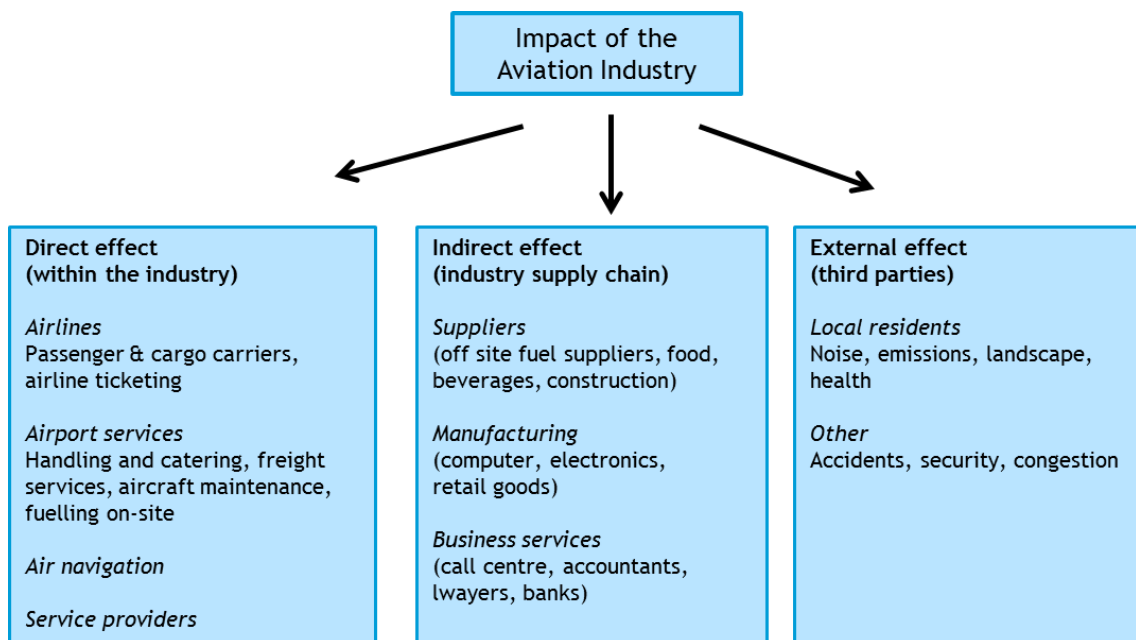 Impact of the
Aviation Industry
Direct effect
(within the industry)
Airlines
Passenger & cargo carriers,
airline ticketing
Airport services
Handling and catering, freight
services, aircraft maintenance,
fuelling on-site
Air navigation
Service providers
Indirect effect
(industry supply chain)
Suppliers
(off site fuel suppliers, food,
beverages, construction)
Manufacturing
(computer, electronics,
retail goods)
Business services
(call centre, accountants,
lwayers, banks)
External effect
(third parties)
Local residents
Noise, emissions, landscape,
health
Other
Accidents, security, congestion